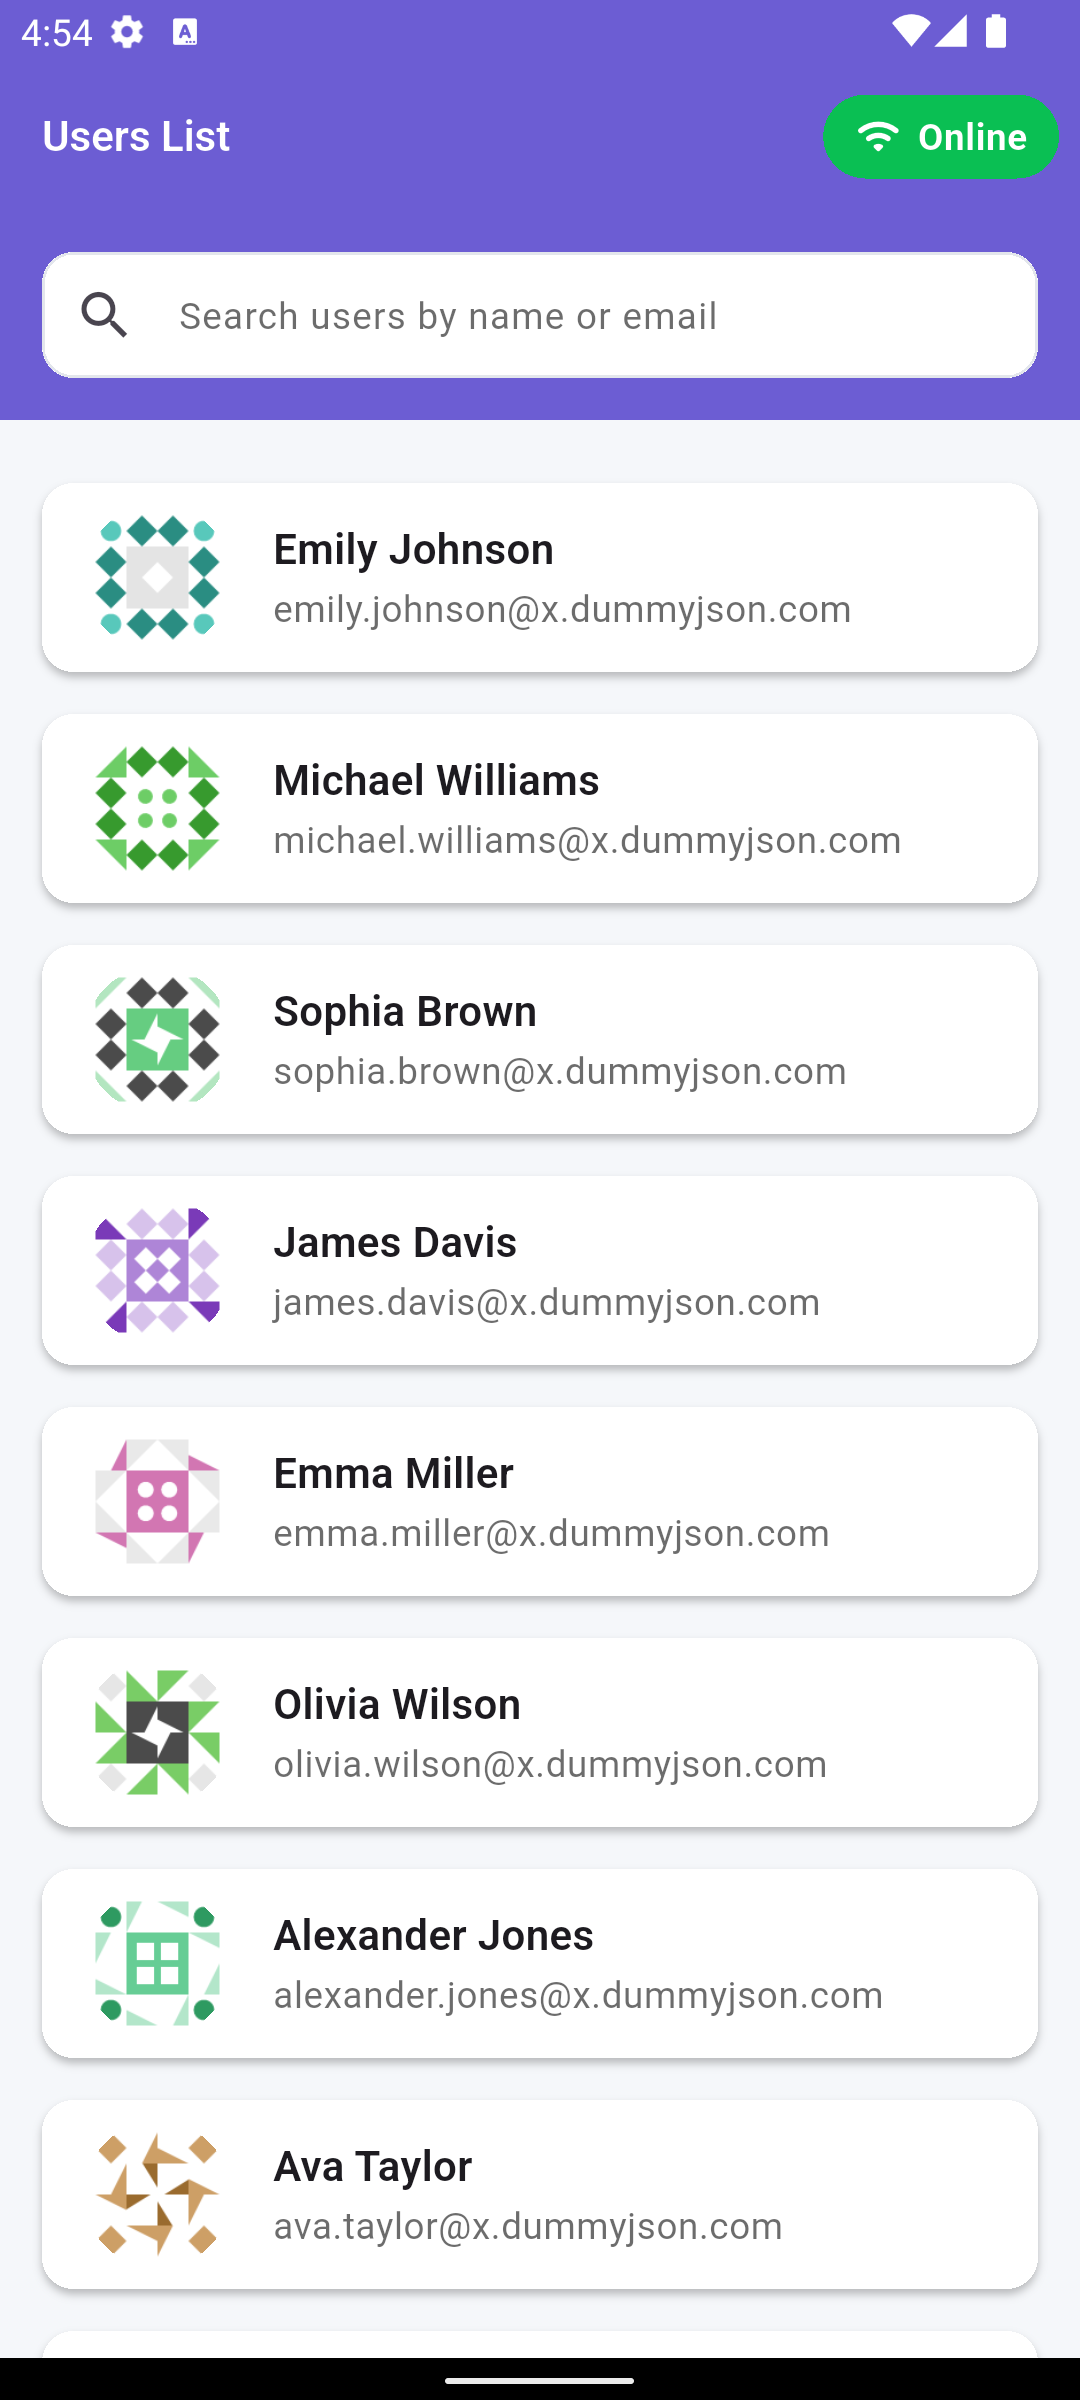 4:54
Users List
Online
Search users by name or email
Emily Johnson
emily.johnson@x.dummyjson.com
Michael Williams
michael.williams@x.dummyjson.com
Sophia Brown
sophia.brown@x.dummyjson.com
James Davis
james.davis@x.dummyjson.com
Emma Miller
emma.miller@x.dummyjson.com
Olivia Wilson
olivia.wilson@x.dummyjson.com
Alexander Jones
alexander.jones@x.dummyjson.com
Ava Taylor
ava.taylor@x.dummyjson.com